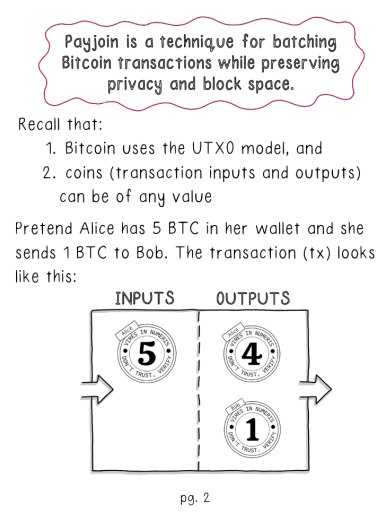 Payjoin is a technique for batching
Bitcoin transactions while preserving
privacy and block space.
Recall that:
1. Bitcoin uses the UTXO model, and
2. coins (transaction inputs and outputs)
can be of any value
Pretend Alice has 5 BTC in her wallet and she
sends 1 BTC to Bob. The transaction (tx) looks
like this:
INPUTS OUTPUTS
Alice
VIRES IN NUMERIS
5
DON'T TRUST. VERIFY
Alice
VIRES IN NUMERIS
4
DON'T TRUST. VERIFY
Bob
VIRES IN NUMERIS
1
DON'T TRUST. VERIFY
pg. 2